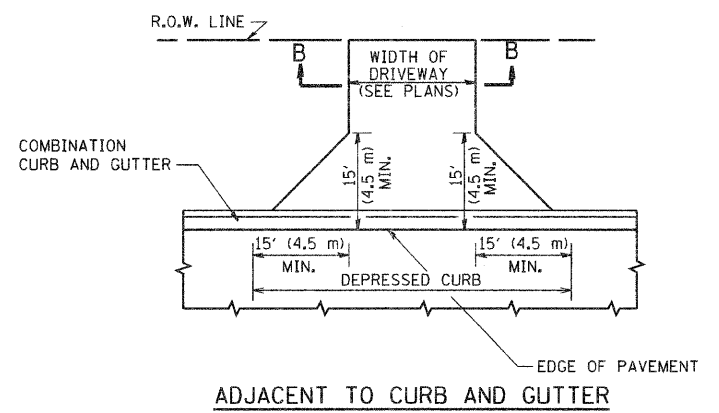 R.O.W. LINE
B
B
WIDTH OF
DRIVEWAY
(SEE PLANS)
COMBINATION
CURB AND GUTTER
15'
(4.5 m)
MIN.
15'
(4.5 m)
MIN.
15' (4.5 m)
MIN.
15' (4.5 m)
MIN.
DEPRESSED CURB
EDGE OF PAVEMENT
ADJACENT TO CURB AND GUTTER